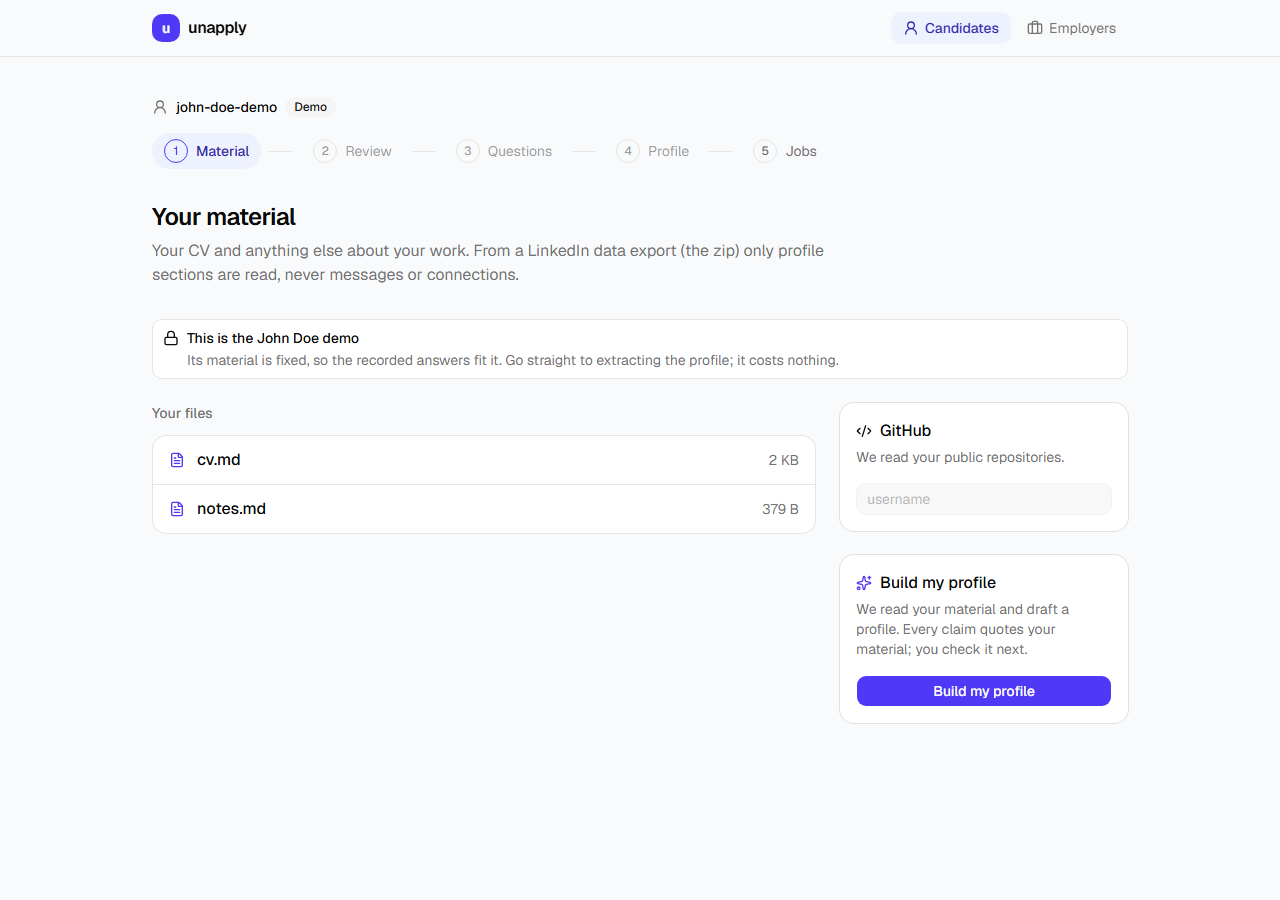 u unapply
Candidates
Employers
john-doe-demo Demo
1 Material
2 Review
3 Questions
4 Profile
5 Jobs
Your material
Your CV and anything else about your work. From a LinkedIn data export (the zip) only profile
sections are read, never messages or connections.
This is the John Doe demo
Its material is fixed, so the recorded answers fit it. Go straight to extracting the profile; it costs nothing.
Your files
cv.md 2 KB
notes.md 379 B
GitHub
We read your public repositories.
username
Build my profile
We read your material and draft a
profile. Every claim quotes your
material; you check it next.
Build my profile